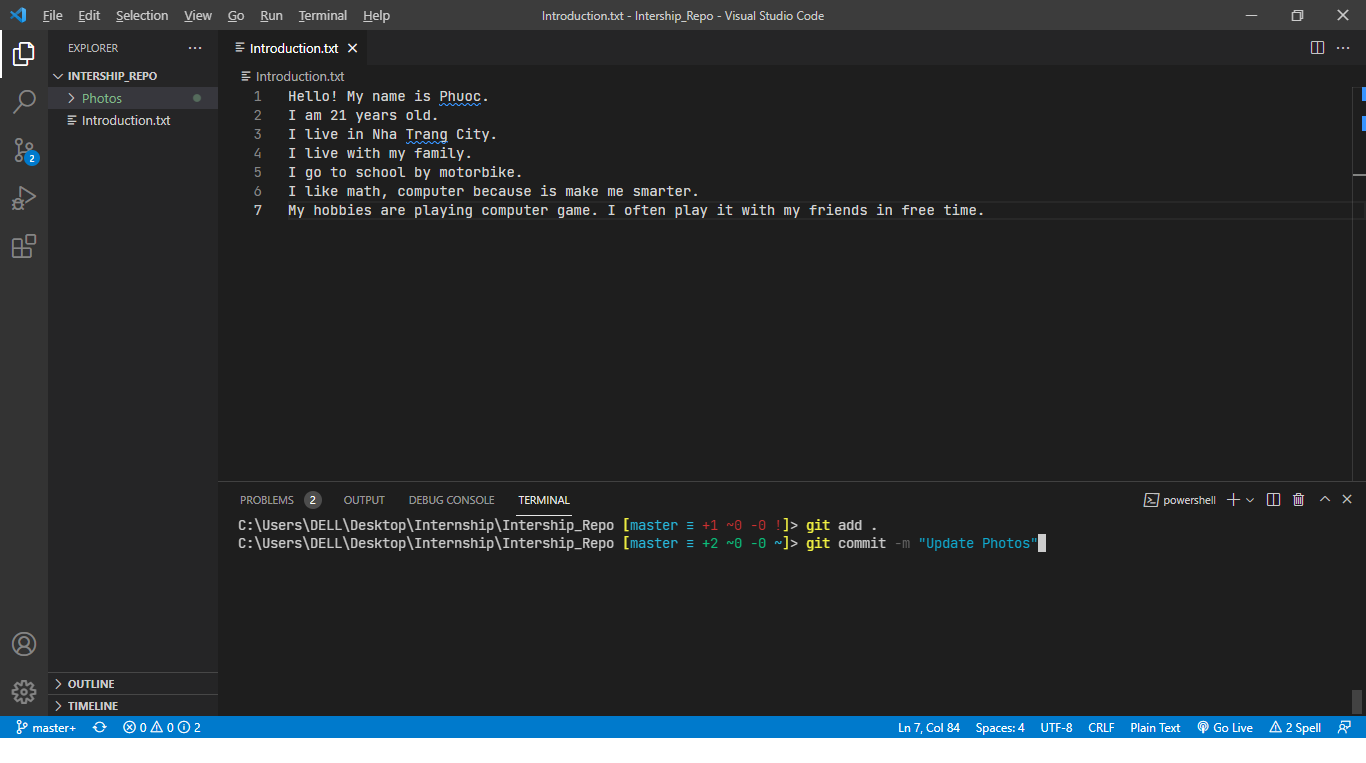 File Edit Selection View Go Run Terminal Help Introduction.txt - Intership_Repo - Visual Studio Code
EXPLORER
INTERSHIP_REPO
Photos
Introduction.txt
2
OUTLINE
TIMELINE
Introduction.txt
Introduction.txt
1 Hello! My name is Phuoc.
2 I am 21 years old.
3 I live in Nha Trang City.
4 I live with my family.
5 I go to school by motorbike.
6 I like math, computer because is make me smarter.
7 My hobbies are playing computer game. I often play it with my friends in free time.
PROBLEMS 2 OUTPUT DEBUG CONSOLE TERMINAL powershell
C:\Users\DELL\Desktop\Internship\Intership_Repo [master ≡ +1 ~0 -0 !]> git add .
C:\Users\DELL\Desktop\Internship\Intership_Repo [master ≡ +2 ~0 -0 ~]> git commit -m "Update Photos"
master+ 0 0 2 Ln 7, Col 84 Spaces: 4 UTF-8 CRLF Plain Text Go Live 2 Spell